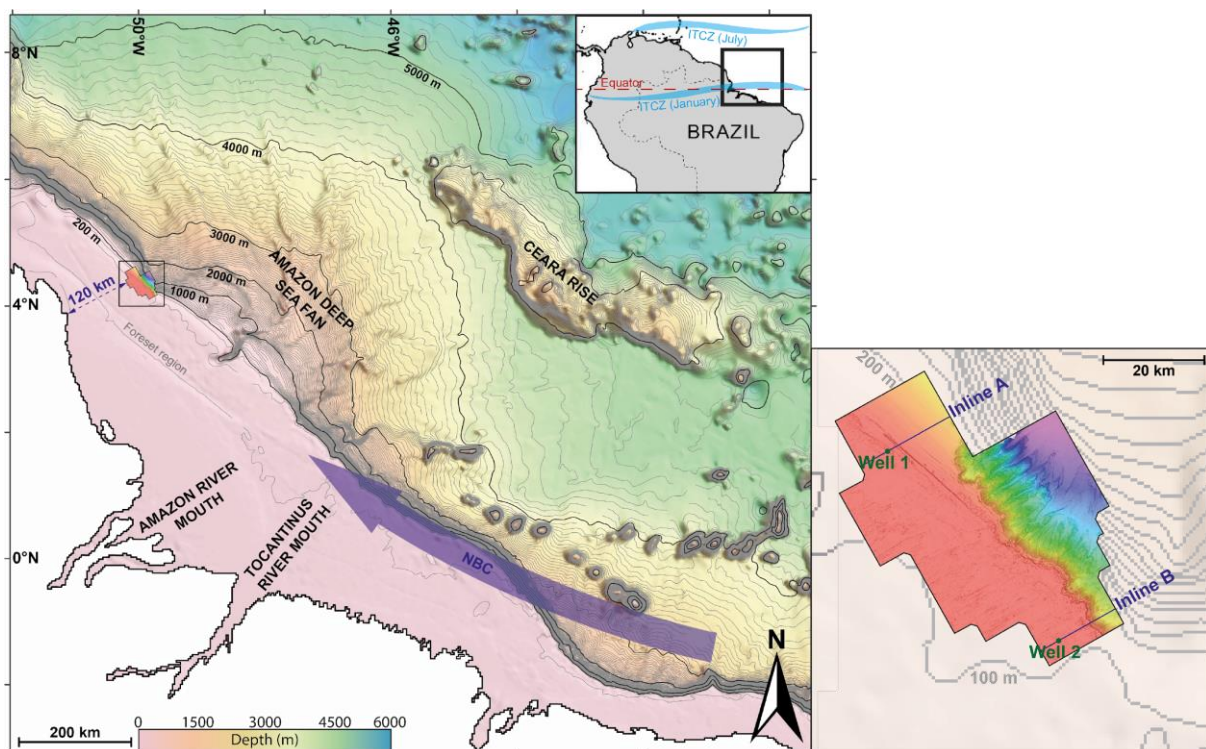 50°W
46°W
8°N
4°N
0°N
5000 m
4000 m
3000 m
2000 m
1000 m
200 m
120 km
Foreset region
AMAZON DEEP
SEA FAN
CEARA RISE
AMAZON RIVER
MOUTH
TOCANTINUS
RIVER MOUTH
NBC
N
200 km
0 1500 3000 4500 6000
Depth (m)
ITCZ (July)
Equator
ITCZ (January)
BRAZIL
20 km
200 m
Inline A
Well 1
Inline B
Well 2
100 m